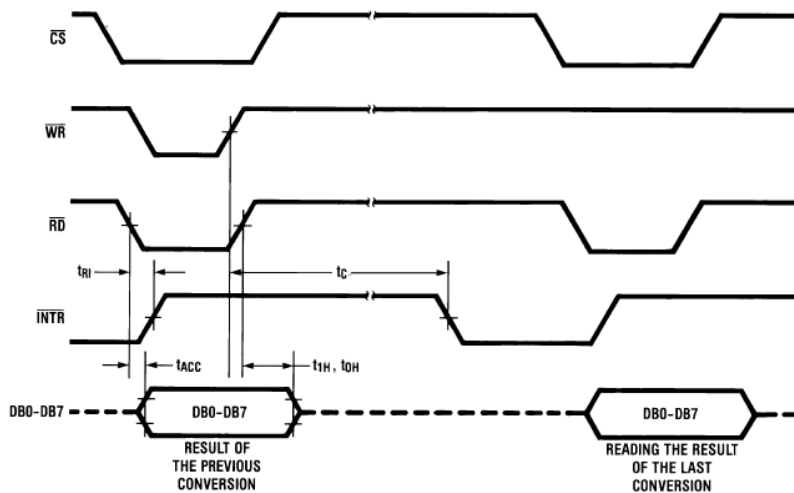 CS
WR
RD
tRI
tC
INTR
tACC
t1H, t0H
DB0-DB7
DB0-DB7
DB0-DB7
RESULT OF
THE PREVIOUS
CONVERSION
READING THE RESULT
OF THE LAST
CONVERSION